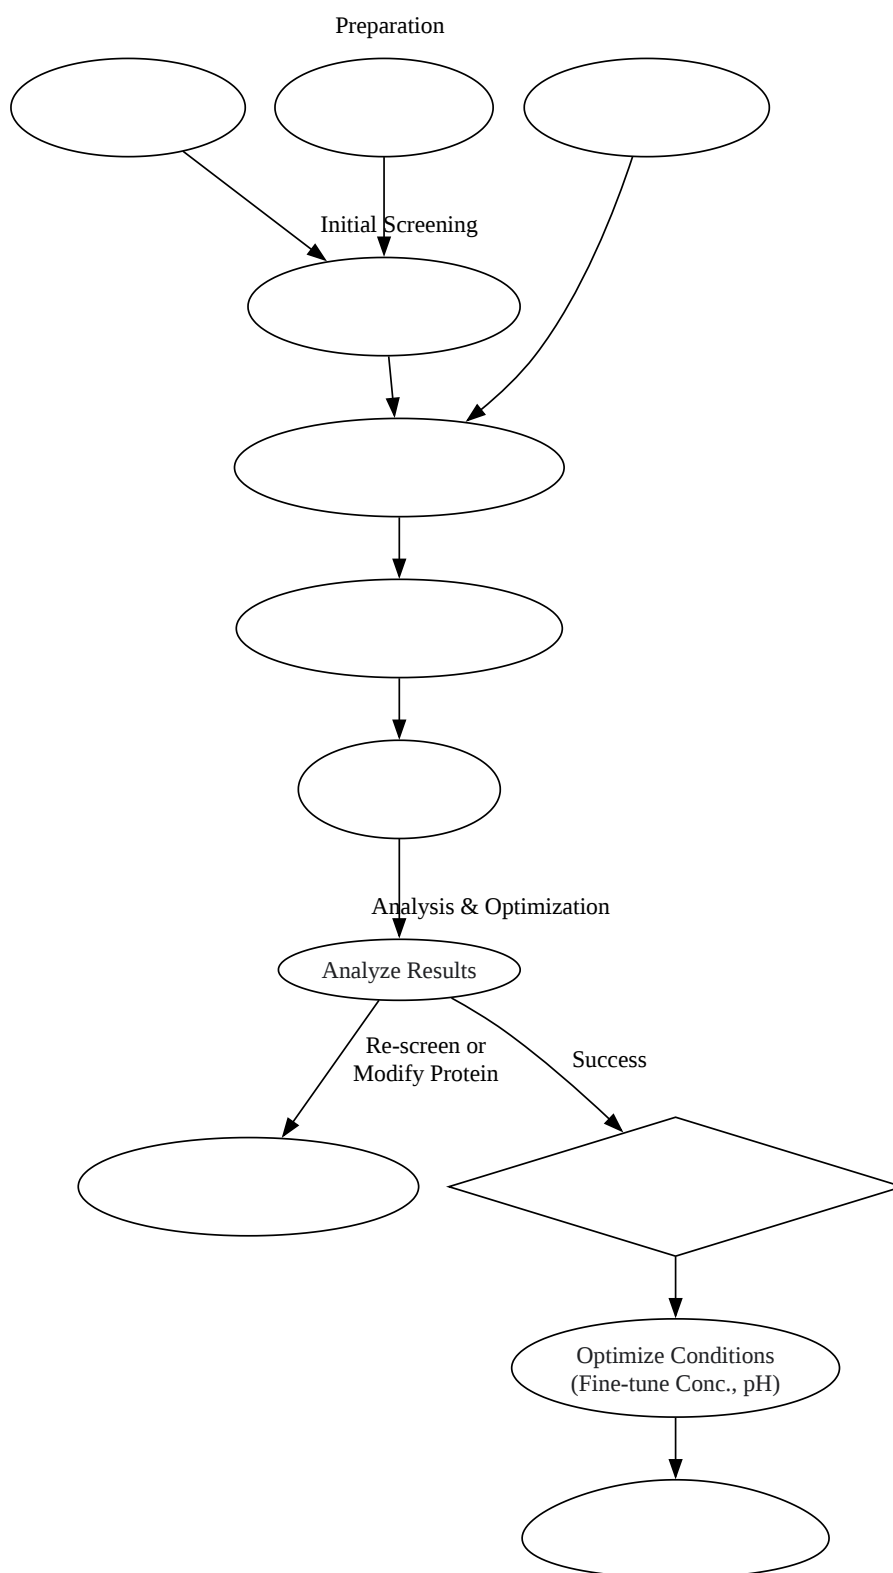 Preparation
Initial Screening
Analysis & Optimization
Analyze Results
Re-screen or
Modify Protein
Success
Optimize Conditions
(Fine-tune Conc., pH)